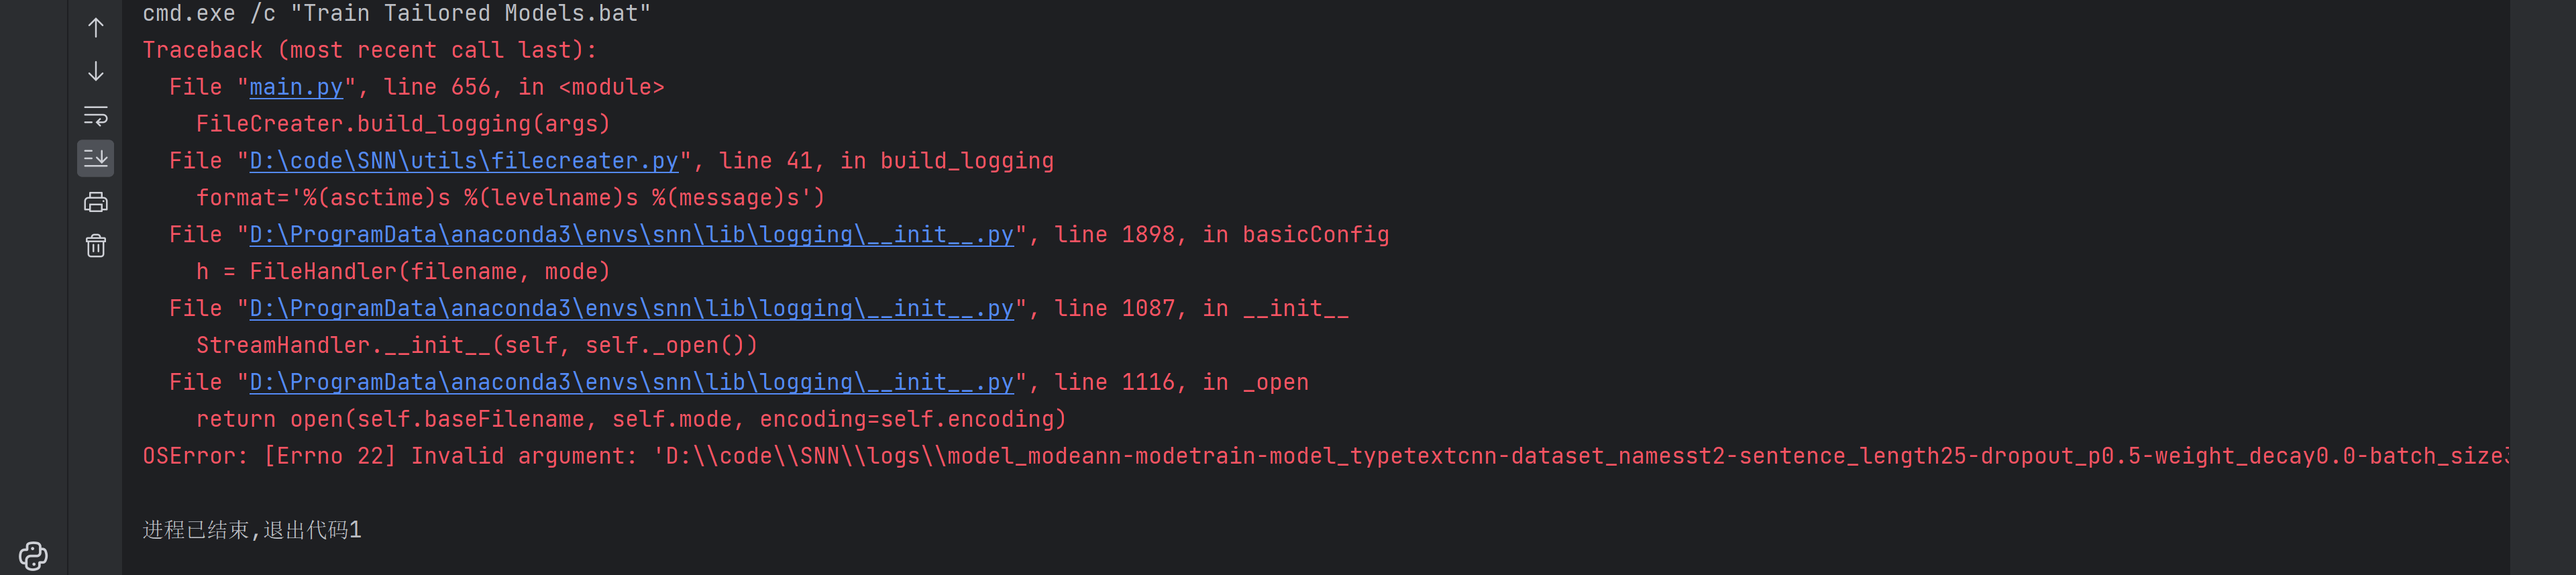 cmd.exe /c "Train Tailored Models.bat"
Traceback (most recent call last):
  File "main.py", line 656, in <module>
    FileCreater.build_logging(args)
  File "D:\code\SNN\utils\filecreater.py", line 41, in build_logging
    format='%(asctime)s %(levelname)s %(message)s')
  File "D:\ProgramData\anaconda3\envs\snn\lib\logging\__init__.py", line 1898, in basicConfig
    h = FileHandler(filename, mode)
  File "D:\ProgramData\anaconda3\envs\snn\lib\logging\__init__.py", line 1087, in __init__
    StreamHandler.__init__(self, self._open())
  File "D:\ProgramData\anaconda3\envs\snn\lib\logging\__init__.py", line 1116, in _open
    return open(self.baseFilename, self.mode, encoding=self.encoding)
OSError: [Errno 22] Invalid argument: 'D:\\code\\SNN\\logs\\model_modeann-modetrain-model_typetextcnn-dataset_namesst2-sentence_length25-dropout_p0.5-weight_decay0.0-batch_size
进程已结束,退出代码1